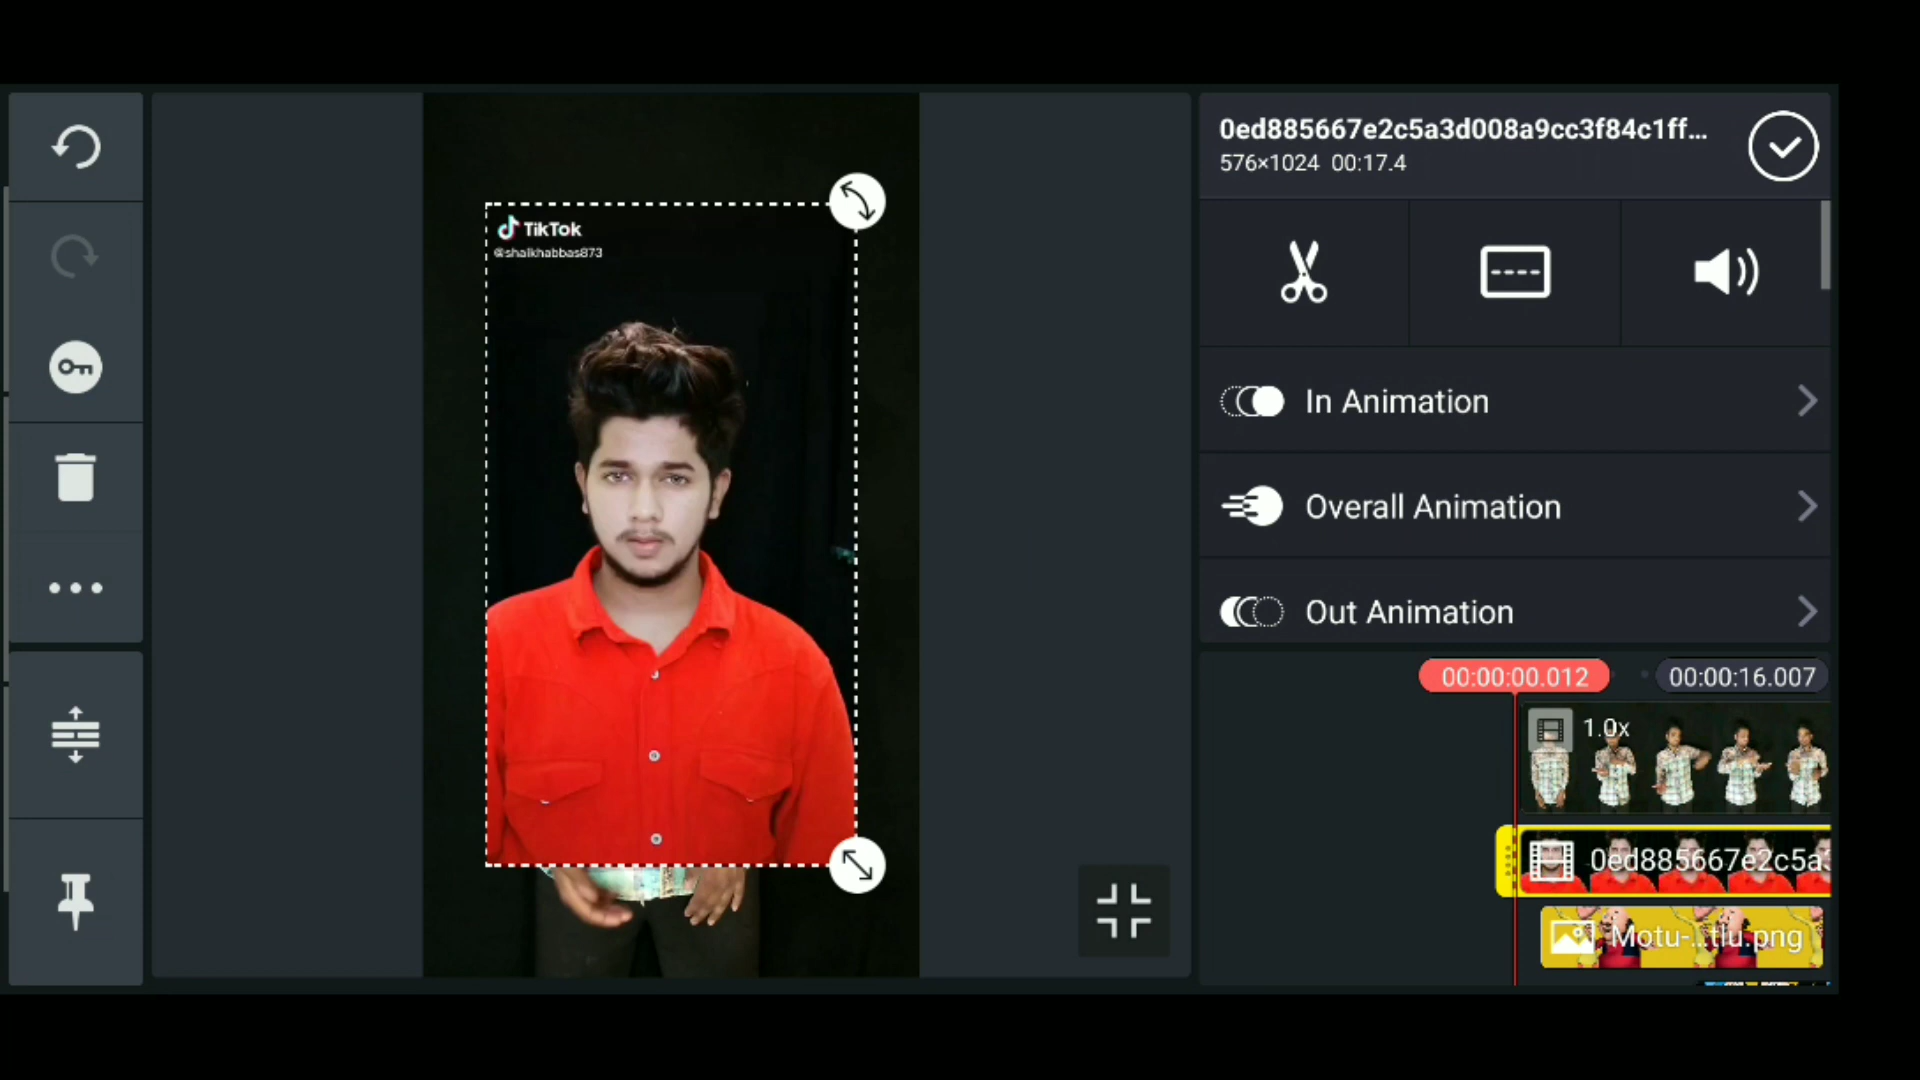 TikTok
@shaikhabbas873
0ed885667e2c5a3d008a9cc3f84c1ff...
576×1024 00:17.4
In Animation
Overall Animation
Out Animation
00:00:00.012
00:00:16.007
1.0x
0ed885667e2c5a3
Motu-...tlu.png